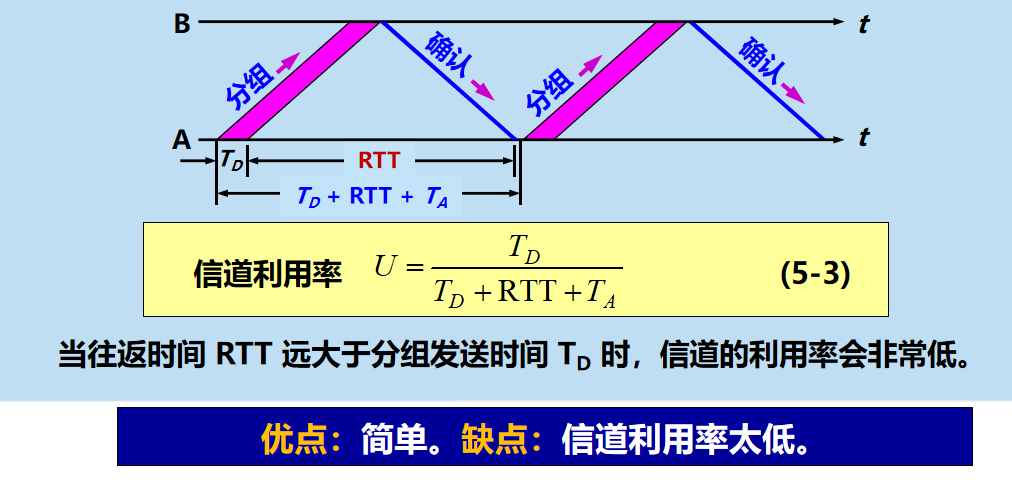 B t
分组 确认 分组 确认
A t
T_D RTT
T_D + RTT + T_A
信道利用率 U = T_D / (T_D + RTT + T_A) (5-3)
当往返时间 RTT 远大于分组发送时间 T_D 时，信道的利用率会非常低。
优点：简单。缺点：信道利用率太低。